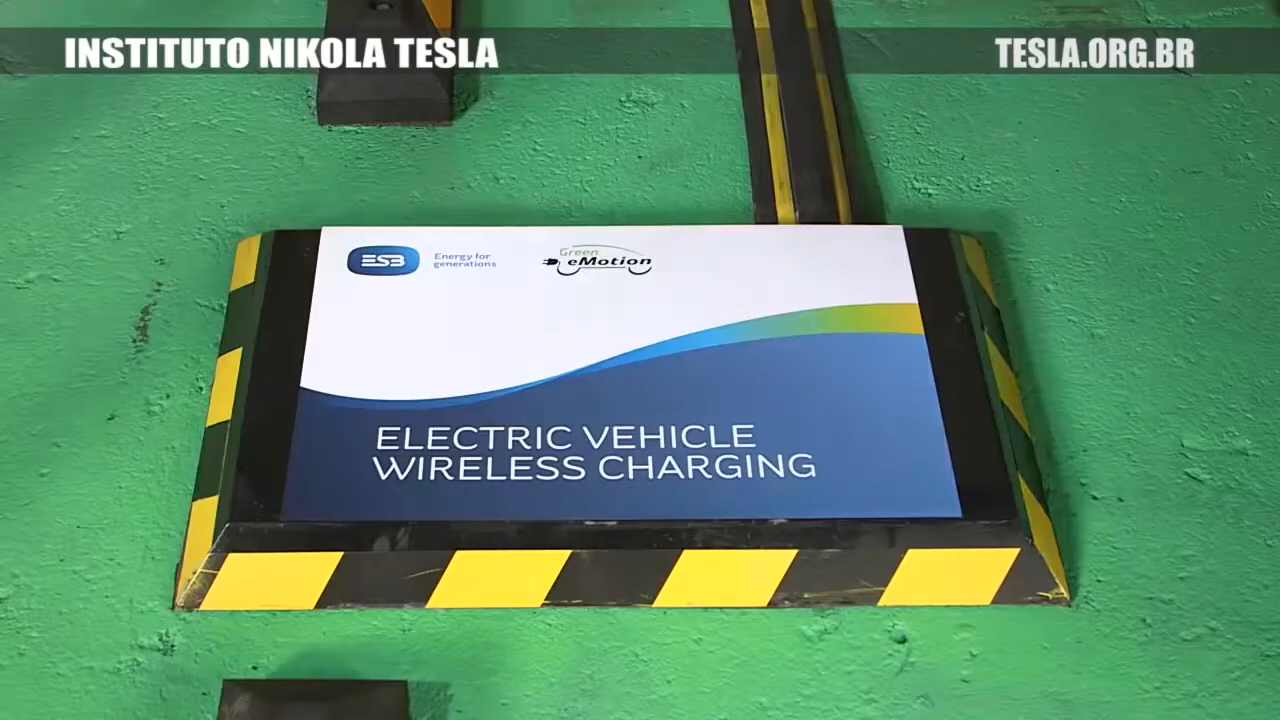 INSTITUTO NIKOLA TESLA
TESLA.ORG.BR
ESB
Energy for
generations
Green
eMotion
ELECTRIC VEHICLE
WIRELESS CHARGING